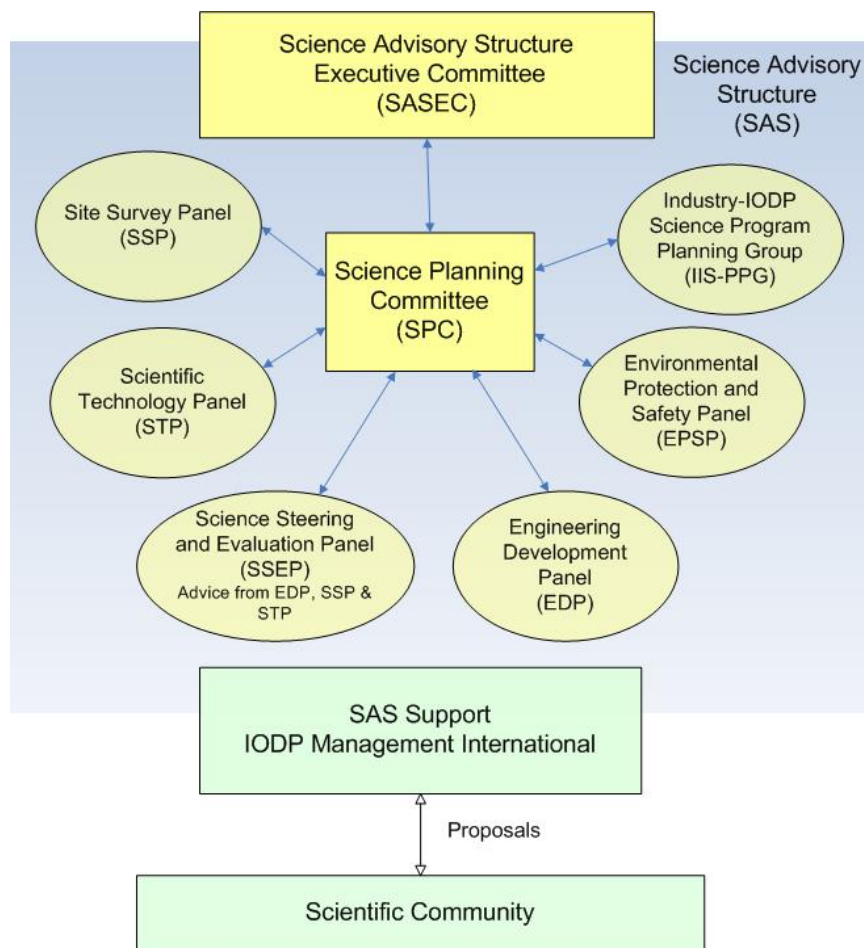 Science Advisory Structure
Executive Committee
(SASEC)
Science Advisory
Structure
(SAS)
Site Survey Panel
(SSP)
Industry-IODP
Science Program
Planning Group
(IIS-PPG)
Science Planning
Committee
(SPC)
Scientific
Technology Panel
(STP)
Environmental
Protection and
Safety Panel
(EPSP)
Science Steering
and Evaluation Panel
(SSEP)
Advice from EDP, SSP &
STP
Engineering
Development
Panel
(EDP)
SAS Support
IODP Management International
Proposals
Scientific Community